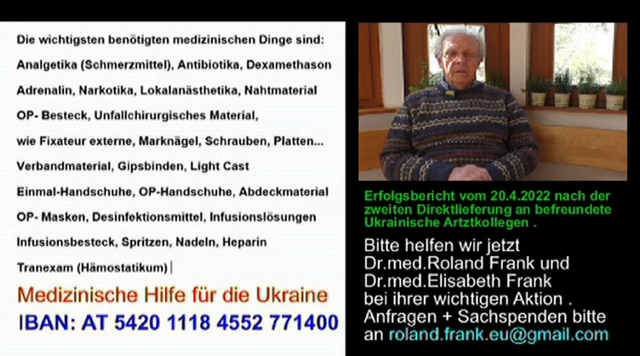 Die wichtigsten benötigten medizinischen Dinge sind:
Analgetika (Schmerzmittel), Antibiotika, Dexamethason
Adrenalin, Narkotika, Lokalanästhetika, Nahtmaterial
OP- Besteck, Unfallchirurgisches Material,
wie Fixateur externe, Marknägel, Schrauben, Platten...
Verbandmaterial, Gipsbinden, Light Cast
Einmal-Handschuhe, OP-Handschuhe, Abdeckmaterial
OP- Masken, Desinfektionsmittel, Infusionslösungen
Infusionsbesteck, Spritzen, Nadeln, Heparin
Tranexam (Hämostatikum)
Medizinische Hilfe für die Ukraine
IBAN: AT 5420 1118 4552 771400
Erfolgsbericht vom 20.4.2022 nach der
zweiten Direktlieferung an befreundete
Ukrainische Artztkollegen .
Bitte helfen wir jetzt
Dr.med.Roland Frank und
Dr.med.Elisabeth Frank
bei ihrer wichtigen Aktion .
Anfragen + Sachspenden bitte
an roland.frank.eu@gmail.com